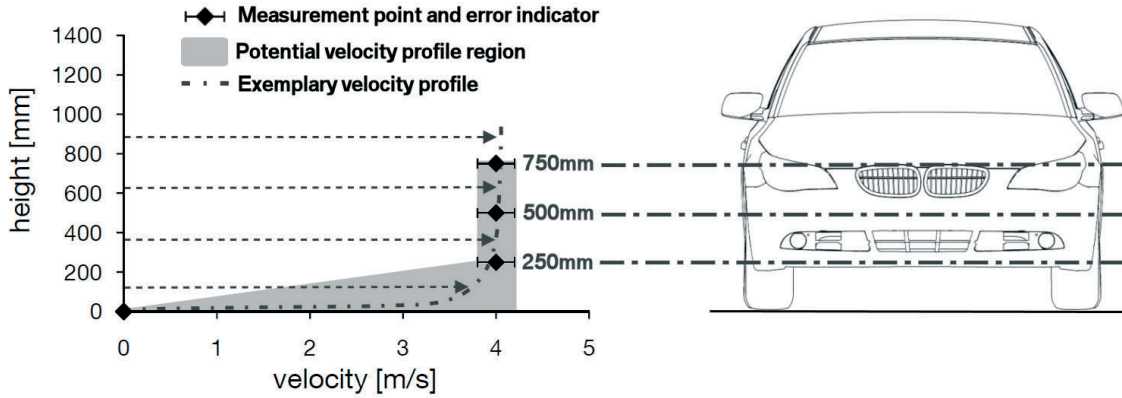 Measurement point and error indicator
Potential velocity profile region
Exemplary velocity profile
height [mm]
1400
1200
1000
800
600
400
200
0
750mm
500mm
250mm
0 1 2 3 4 5
velocity [m/s]